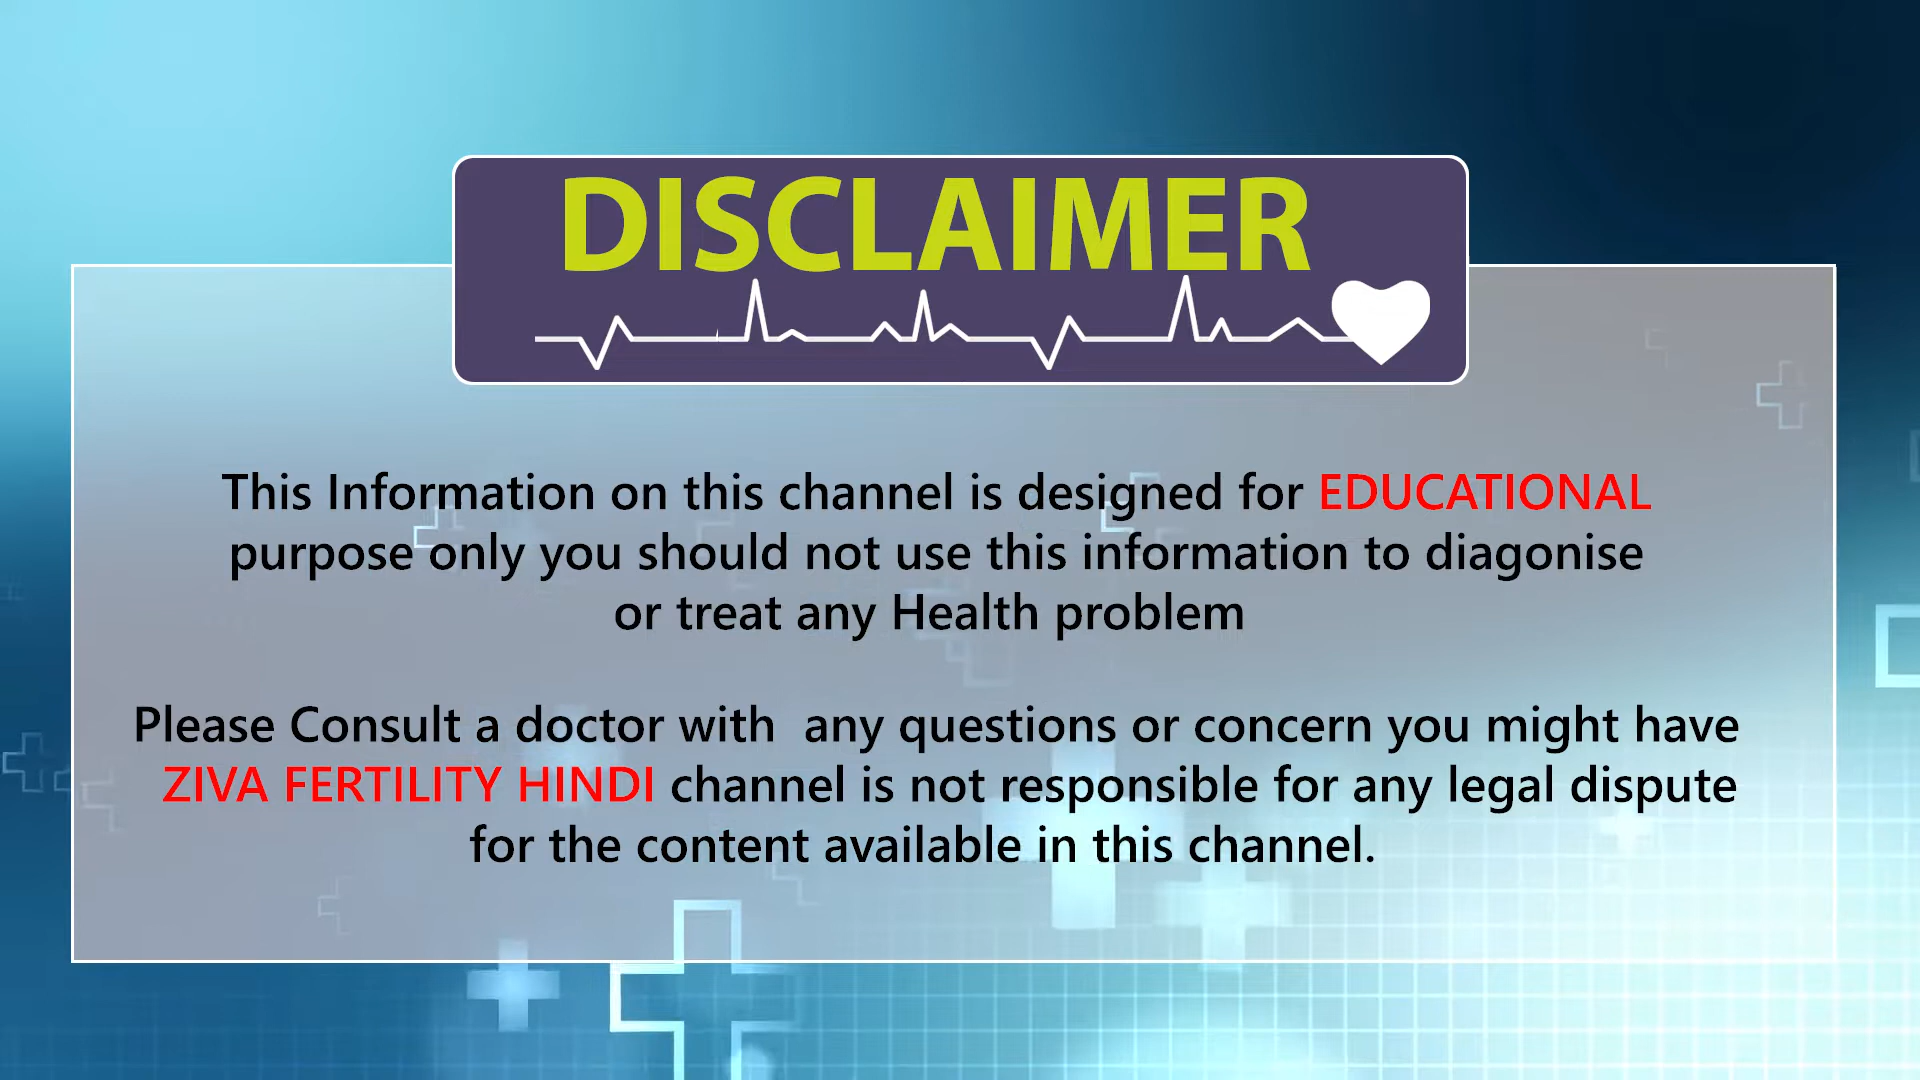 DISCLAIMER
This Information on this channel is designed for EDUCATIONAL
purpose only you should not use this information to diagonise
or treat any Health problem
Please Consult a doctor with  any questions or concern you might have
ZIVA FERTILITY HINDI channel is not responsible for any legal dispute
for the content available in this channel.